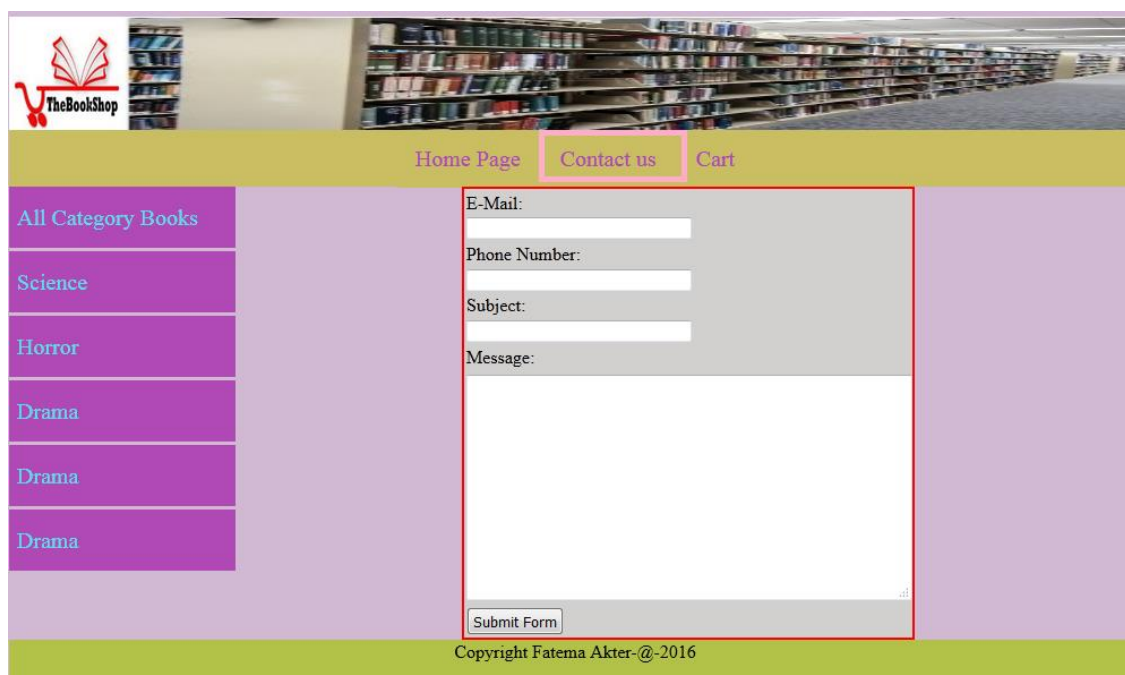 TheBookShop
Home Page Contact us Cart
All Category Books
Science
Horror
Drama
Drama
Drama
E-Mail:
Phone Number:
Subject:
Message:
Submit Form
Copyright Fatema Akter-@-2016